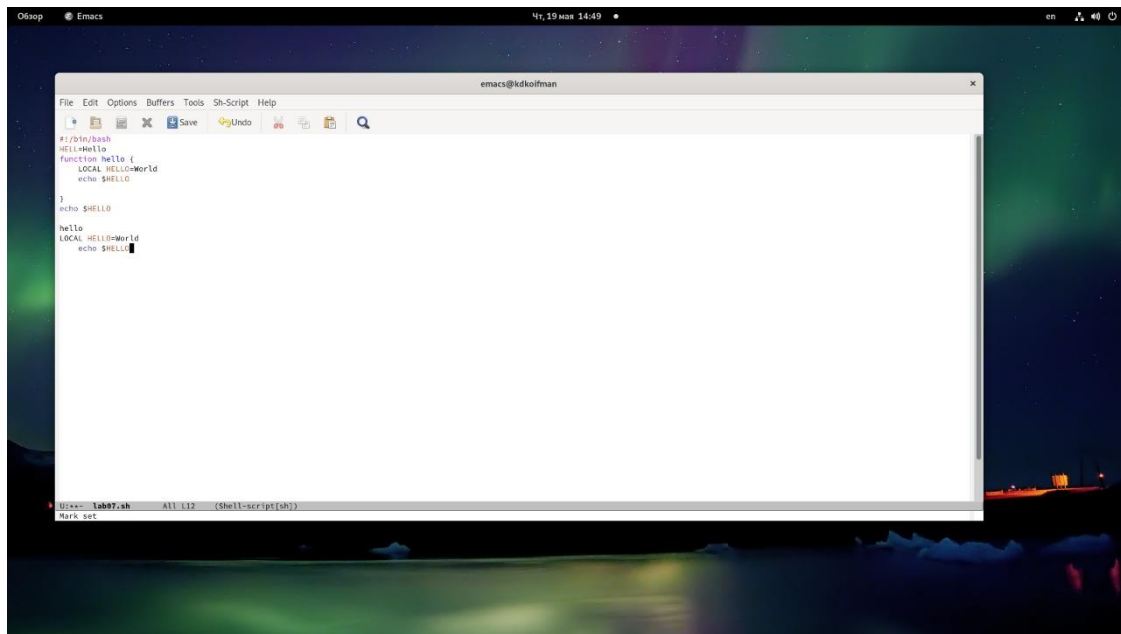 Обзор Emacs Чт, 19 мая 14:49 en
emacs@kdkoifman
File Edit Options Buffers Tools Sh-Script Help
Save Undo
#!/bin/bash
HELL=Hello
function hello {
LOCAL HELLO=World
echo $HELLO
}
echo $HELLO
hello
LOCAL HELLO=World
echo $HELLO
U:**- lab07.sh All L12 (Shell-script[sh])
Mark set